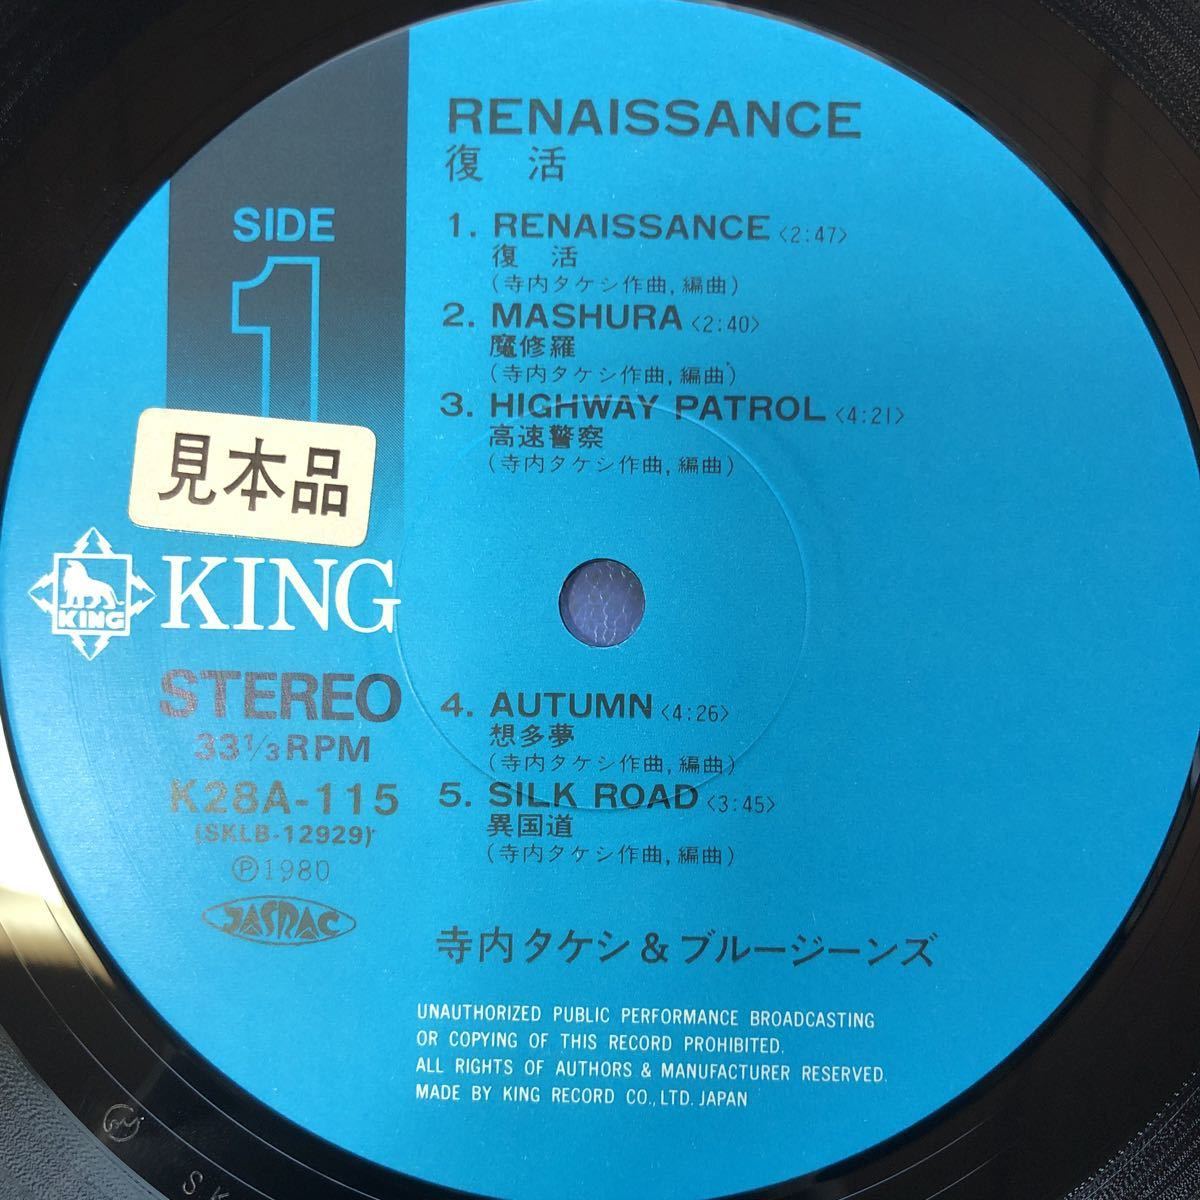 RENAISSANCE
復 活
SIDE
1
1. RENAISSANCE <2:47>
復 活
(寺内タケシ作曲, 編曲)
2. MASHURA <2:40>
魔修羅
(寺内タケシ作曲, 編曲)
3. HIGHWAY PATROL <4:21>
高速警察
(寺内タケシ作曲, 編曲)
見本品
KING
KING
STEREO
33 1/3 RPM
K28A-115
(SKLB-12929)
Ⓟ1980
JASRAC
4. AUTUMN <4:26>
想多夢
(寺内タケシ作曲, 編曲)
5. SILK ROAD <3:45>
異国道
(寺内タケシ作曲, 編曲)
寺内タケシ&ブルージーンズ
UNAUTHORIZED PUBLIC PERFORMANCE BROADCASTING
OR COPYING OF THIS RECORD PROHIBITED.
ALL RIGHTS OF AUTHORS & MANUFACTURER RESERVED.
MADE BY KING RECORD CO., LTD. JAPAN
S K